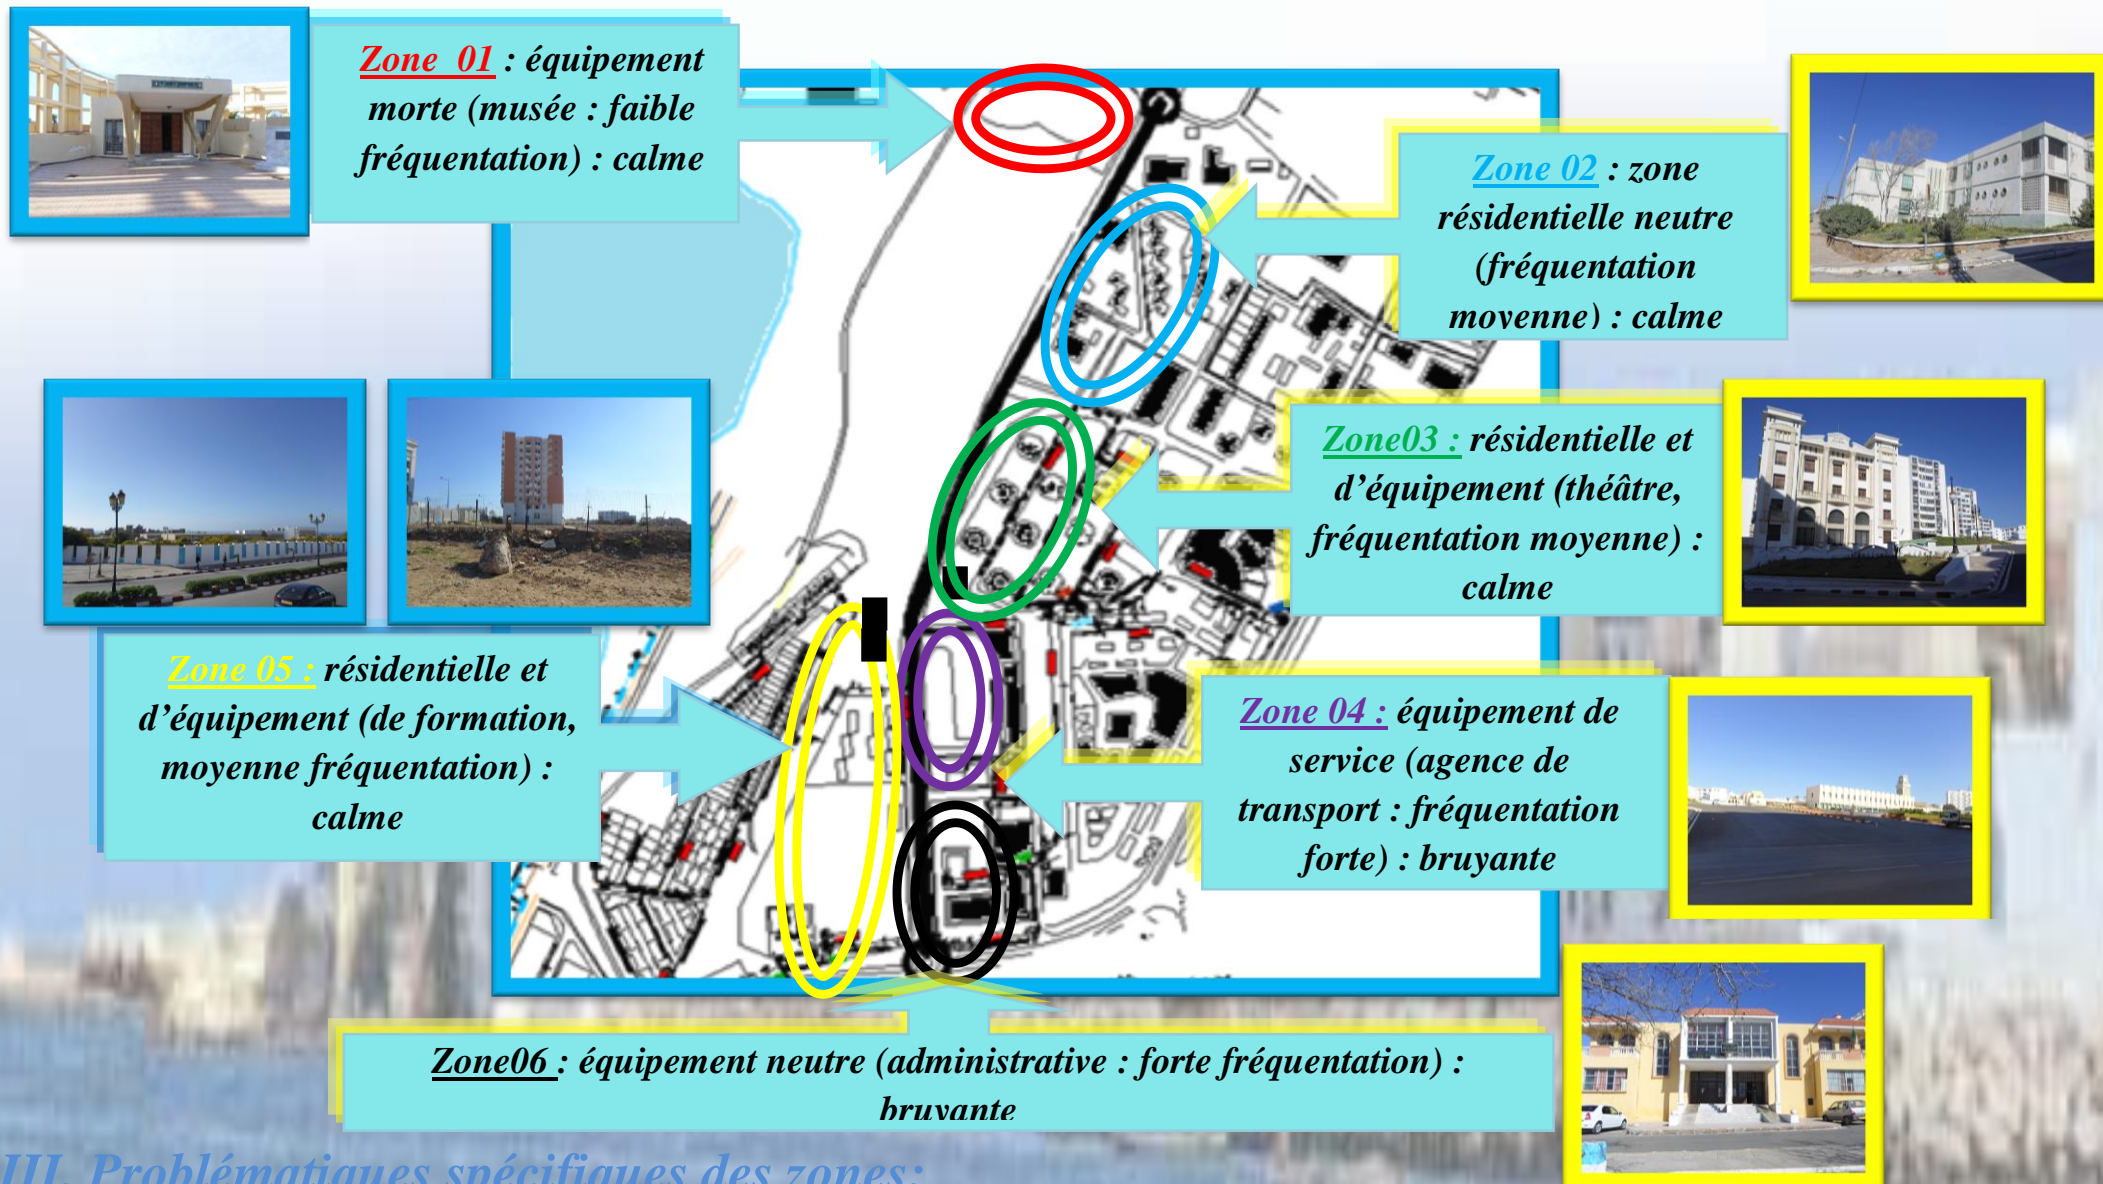 Zone 01 : équipement
morte (musée : faible
fréquentation) : calme
Zone 02 : zone
résidentielle neutre
(fréquentation
moyenne) : calme
Zone03 : résidentielle et
d’équipement (théâtre,
fréquentation moyenne) :
calme
Zone 05 : résidentielle et
d’équipement (de formation,
moyenne fréquentation) :
calme
Zone 04 : équipement de
service (agence de
transport : fréquentation
forte) : bruyante
Zone06 : équipement neutre (administrative : forte fréquentation) :
bruyante
III. Problématiques spécifiques des zones: